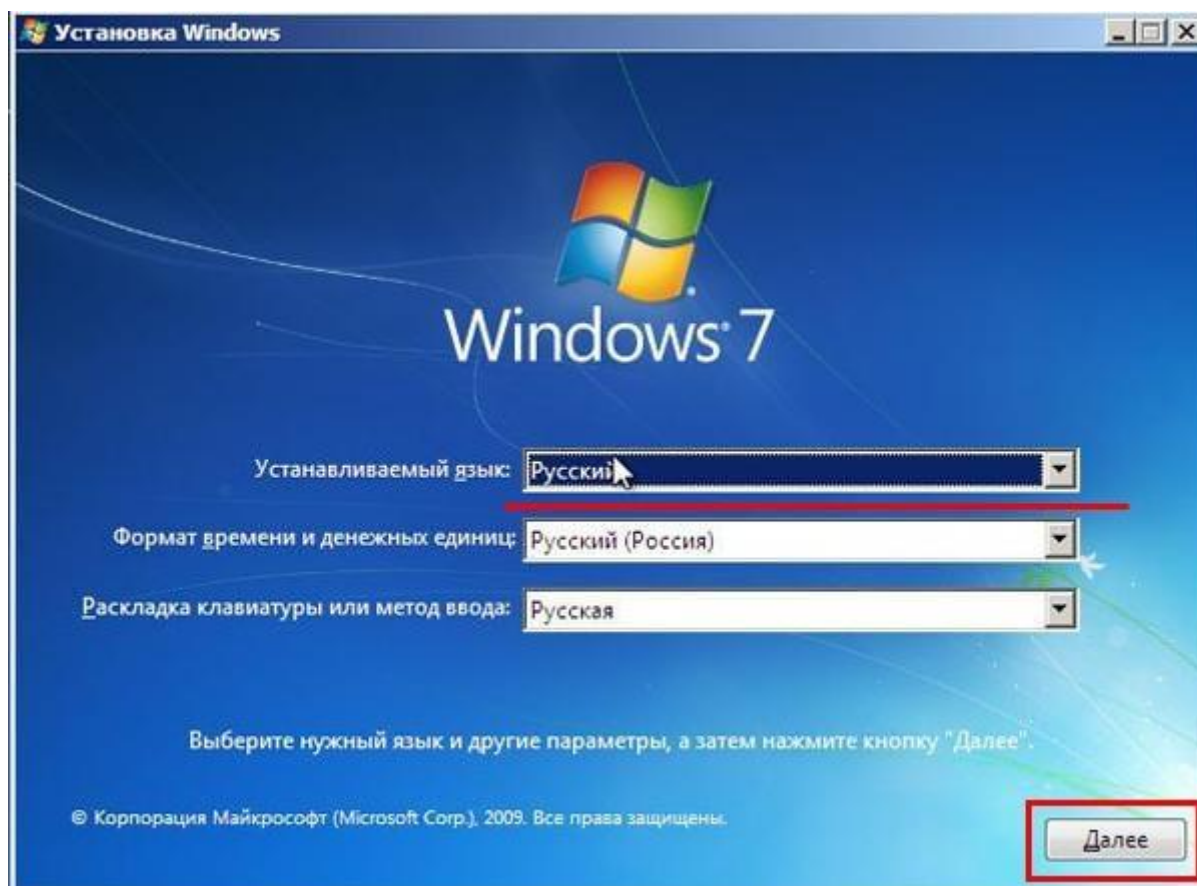 Установка Windows
Windows® 7
Устанавливаемый язык: Русский
Формат времени и денежных единиц: Русский (Россия)
Раскладка клавиатуры или метод ввода: Русская
Выберите нужный язык и другие параметры, а затем нажмите кнопку "Далее".
© Корпорация Майкрософт (Microsoft Corp.), 2009. Все права защищены.
Далее